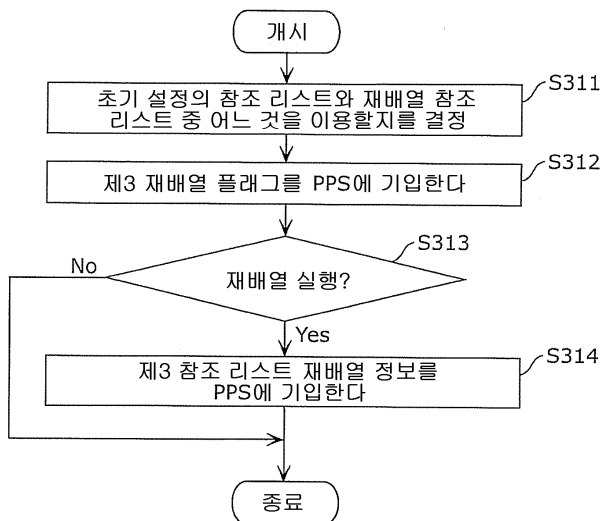 개시
S311
초기 설정의 참조 리스트와 재배열 참조
리스트 중 어느 것을 이용할지를 결정
S312
제3 재배열 플래그를 PPS에 기입한다
S313
No
재배열 실행?
Yes
S314
제3 참조 리스트 재배열 정보를
PPS에 기입한다
종료